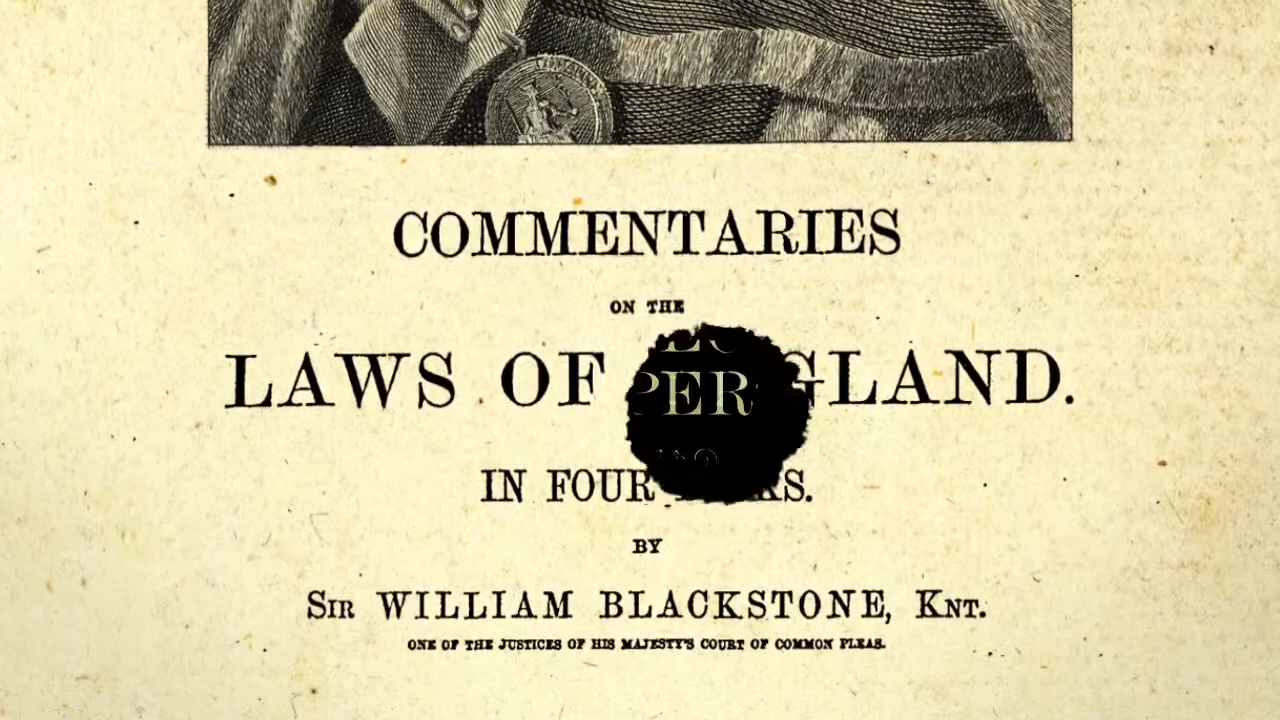 COMMENTARIES
ON THE
LAWS OF GLAND.
PER
IN FOUR
BY
SIR WILLIAM BLACKSTONE, KNT.
ONE OF THE JUSTICES OF HIS MAJESTY'S COURT OF COMMON PLEAS.